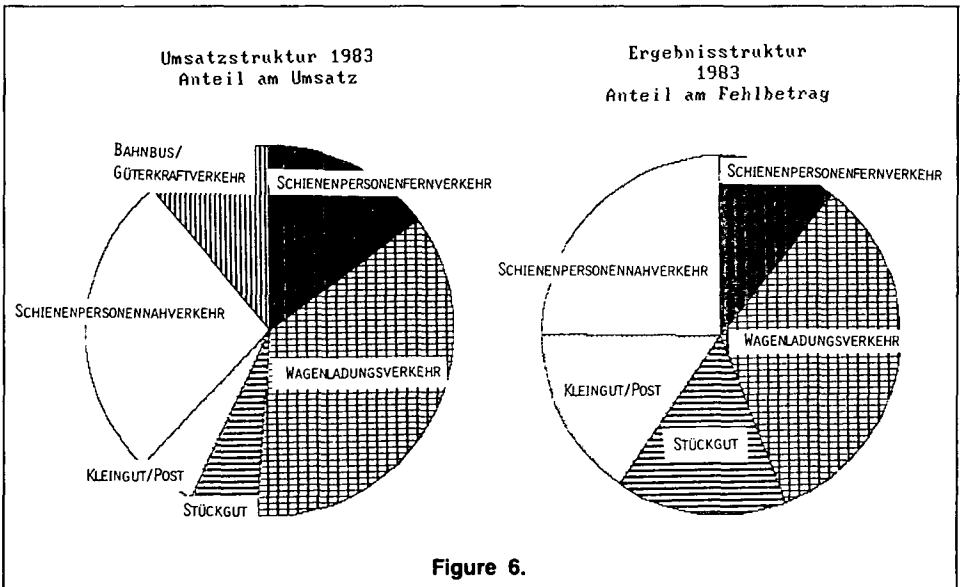 Umsatzstruktur 1983
Anteil am Umsatz
BAHNBUS/
GÜTERKRAFTVERKEHR
SCHIENENPERSONENFERNVERKEHR
SCHIENENPERSONENNAHVERKEHR
WAGENLADUNGSVERKEHR
KLEINGUT/POST
STÜCKGUT
Ergebnisstruktur
1983
Anteil am Fehlbetrag
SCHIENENPERSONENFERNVERKEHR
SCHIENENPERSONENNAHVERKEHR
WAGENLADUNGSVERKEHR
KLEINGUT/POST
STÜCKGUT
Figure 6.